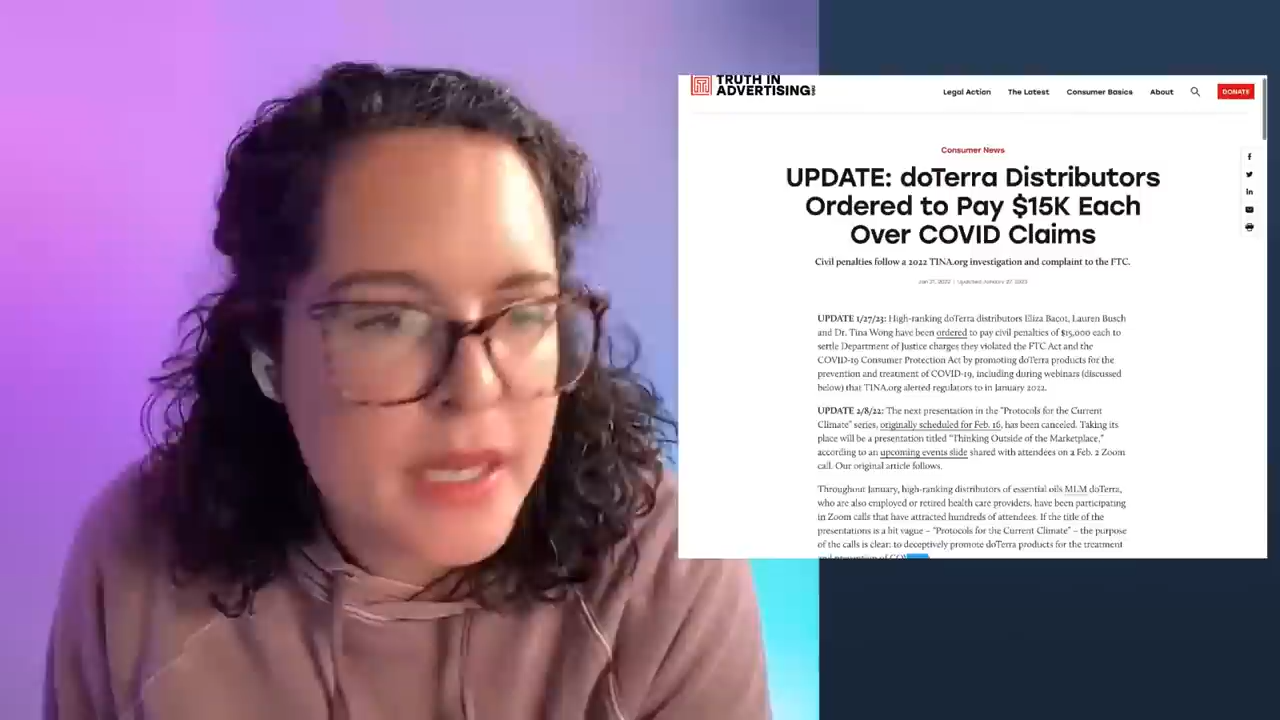 TRUTH IN
ADVERTISING
Legal Action
The Latest
Consumer Basics
About
DONATE
Consumer News
UPDATE: doTerra Distributors
Ordered to Pay $15K Each
Over COVID Claims
Civil penalties follow a 2022 TINA.org investigation and complaint to the FTC.
Jan 21, 2022 | Updated January 27, 2023
UPDATE 1/27/23: High-ranking doTerra distributors Eliza Bacot, Lauren Busch
and Dr. Tina Wong have been ordered to pay civil penalties of $15,000 each to
settle Department of Justice charges they violated the FTC Act and the
COVID-19 Consumer Protection Act by promoting doTerra products for the
prevention and treatment of COVID-19, including during webinars (discussed
below) that TINA.org alerted regulators to in January 2022.
UPDATE 2/8/22: The next presentation in the "Protocols for the Current
Climate" series, originally scheduled for Feb. 16, has been canceled. Taking its
place will be a presentation titled "Thinking Outside of the Marketplace,"
according to an upcoming events slide shared with attendees on a Feb. 2 Zoom
call. Our original article follows.
Throughout January, high-ranking distributors of essential oils MLM doTerra,
who are also employed or retired health care providers, have been participating
in Zoom calls that have attracted hundreds of attendees. If the title of the
presentations is a bit vague – "Protocols for the Current Climate" – the purpose
of the calls is clear: to deceptively promote doTerra products for the treatment
and prevention of